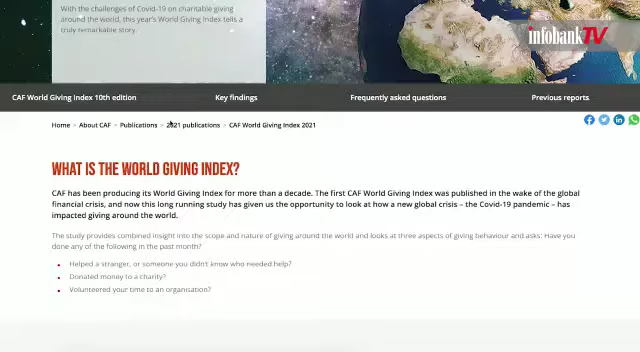 With the challenges of Covid-19 on charitable giving
around the world, this year's World Giving Index tells a
truly remarkable story.
infobankTV
CAF World Giving Index 10th edition
Key findings
Frequently asked questions
Previous reports
Home > About CAF > Publications > 2021 publications > CAF World Giving Index 2021
WHAT IS THE WORLD GIVING INDEX?
CAF has been producing its World Giving Index for more than a decade. The first CAF World Giving Index was published in the wake of the global
financial crisis, and now this long running study has given us the opportunity to look at how a new global crisis – the Covid-19 pandemic – has
impacted giving around the world.
The study provides combined insight into the scope and nature of giving around the world and looks at three aspects of giving behaviour and asks: Have you
done any of the following in the past month?
• Helped a stranger, or someone you didn't know who needed help?
• Donated money to a charity?
• Volunteered your time to an organisation?